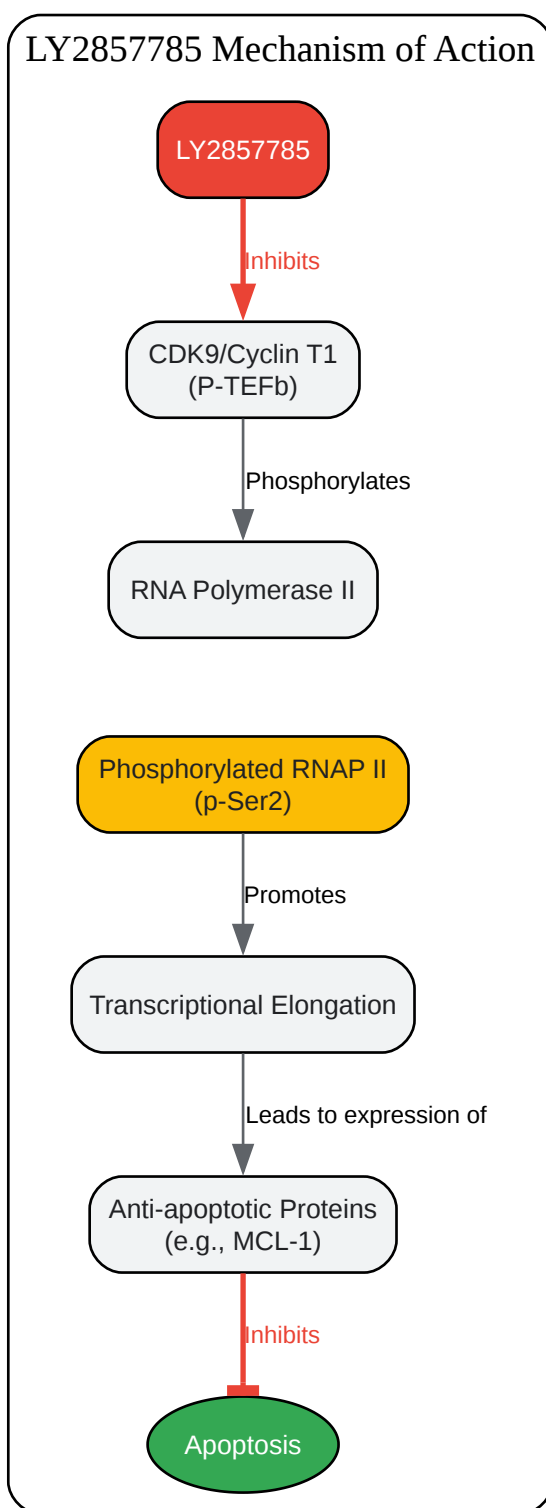 LY2857785 Mechanism of Action
LY2857785
Inhibits
CDK9/Cyclin T1
(P-TEFb)
Phosphorylates
RNA Polymerase II
Phosphorylated RNAP II
(p-Ser2)
Promotes
Transcriptional Elongation
Leads to expression of
Anti-apoptotic Proteins
(e.g., MCL-1)
Inhibits
Apoptosis